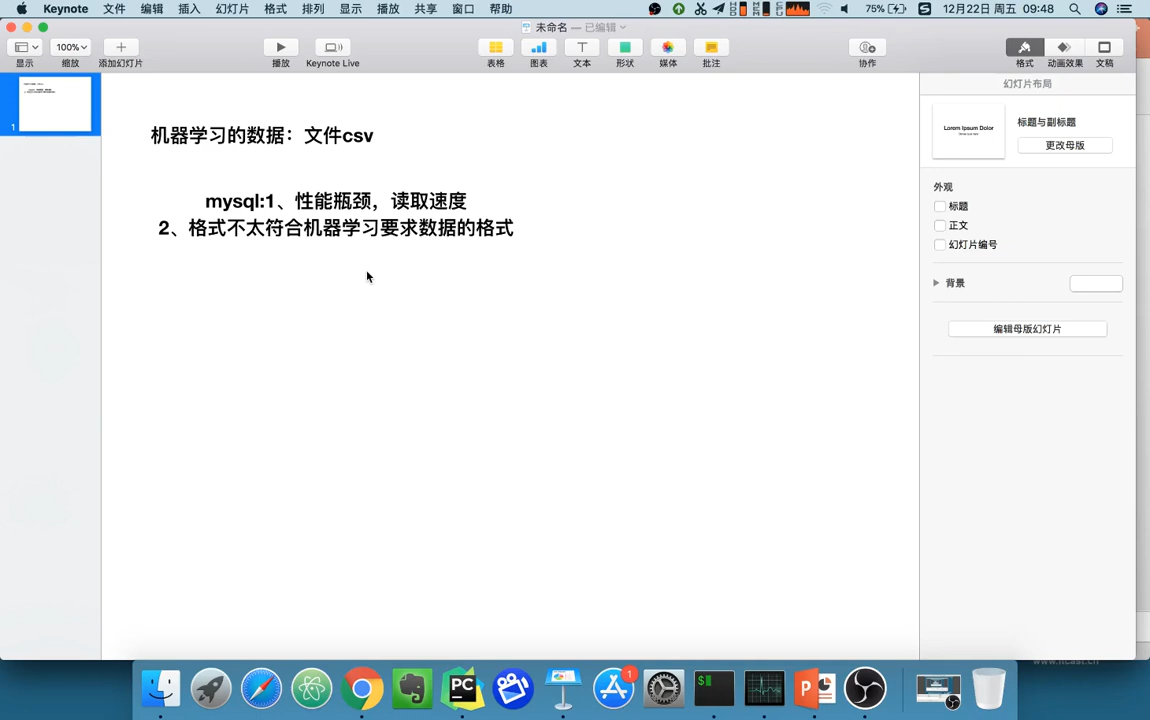 Keynote 文件 编辑 插入 幻灯片 格式 排列 显示 播放 共享 窗口 帮助 75% 12月22日 周五 09:48
未命名 — 已编辑
100%
显示 缩放 添加幻灯片 播放 Keynote Live 表格 图表 文本 形状 媒体 批注 协作 格式 动画效果 文稿
幻灯片布局
Lorem Ipsum Dolor
标题与副标题
更改母版
外观
标题
正文
幻灯片编号
背景
编辑母版幻灯片
1
机器学习的数据：文件csv
mysql:1、性能瓶颈，读取速度
2、格式不太符合机器学习要求数据的格式
PC
1
$
P
www.itcast.cn